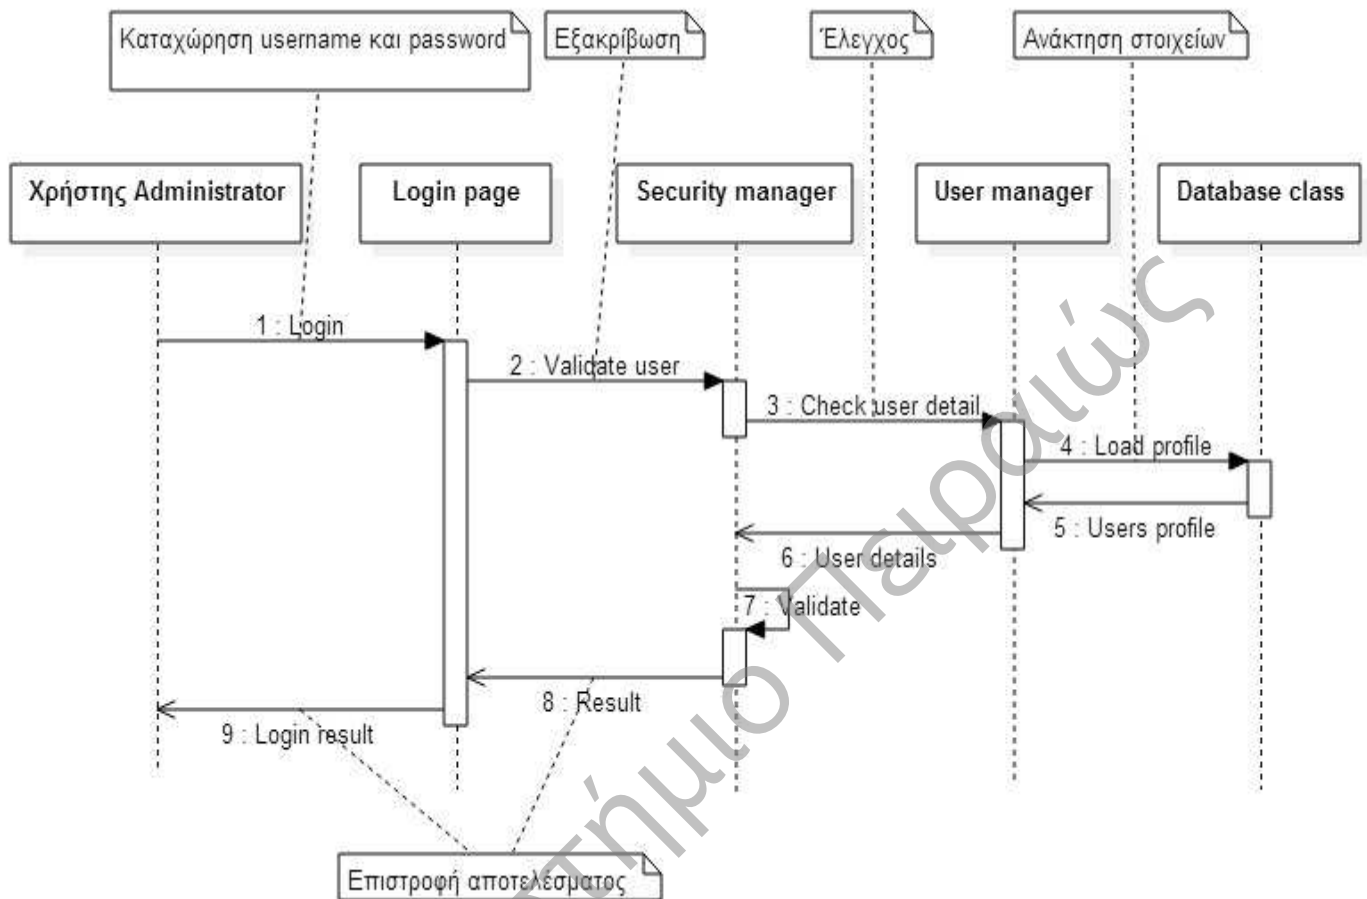 Καταχώρηση username και password
Εξακρίβωση
Έλεγχος
Ανάκτηση στοιχείων
Χρήστης Administrator
Login page
Security manager
User manager
Database class
1 : Login
2 : Validate user
3 : Check user detail
4 : Load profile
5 : Users profile
6 : User details
7 : Validate
8 : Result
9 : Login result
Επιστροφή αποτελέσματος
Πειραιώς